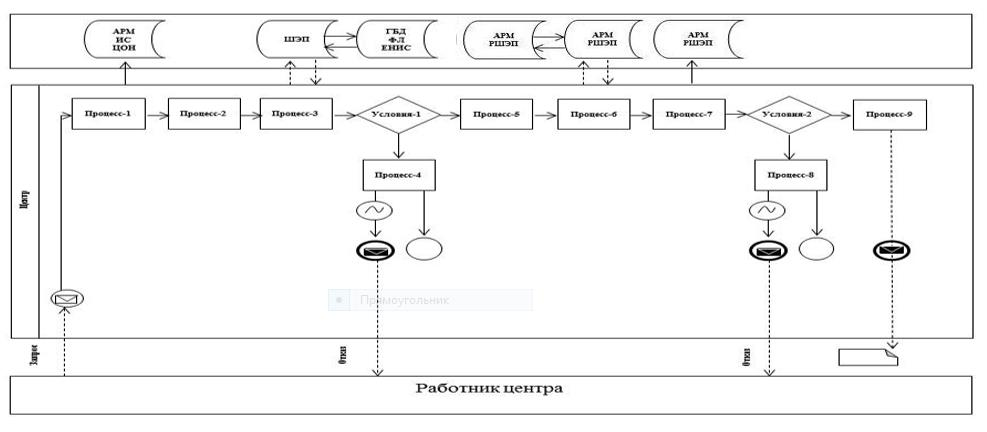 АРМ
ИС
ЦОН
ШЭП
ГБД
ФЛ
ЕНИС
АРМ
РШЭП
АРМ
РШЭП
АРМ
РШЭП
Центр
Процесс-1
Процесс-2
Процесс-3
Условия-1
Процесс-5
Процесс-6
Процесс-7
Условия-2
Процесс-9
Процесс-4
Процесс-8
Прямоугольник
Запрос
Отказ
Отказ
Работник центра